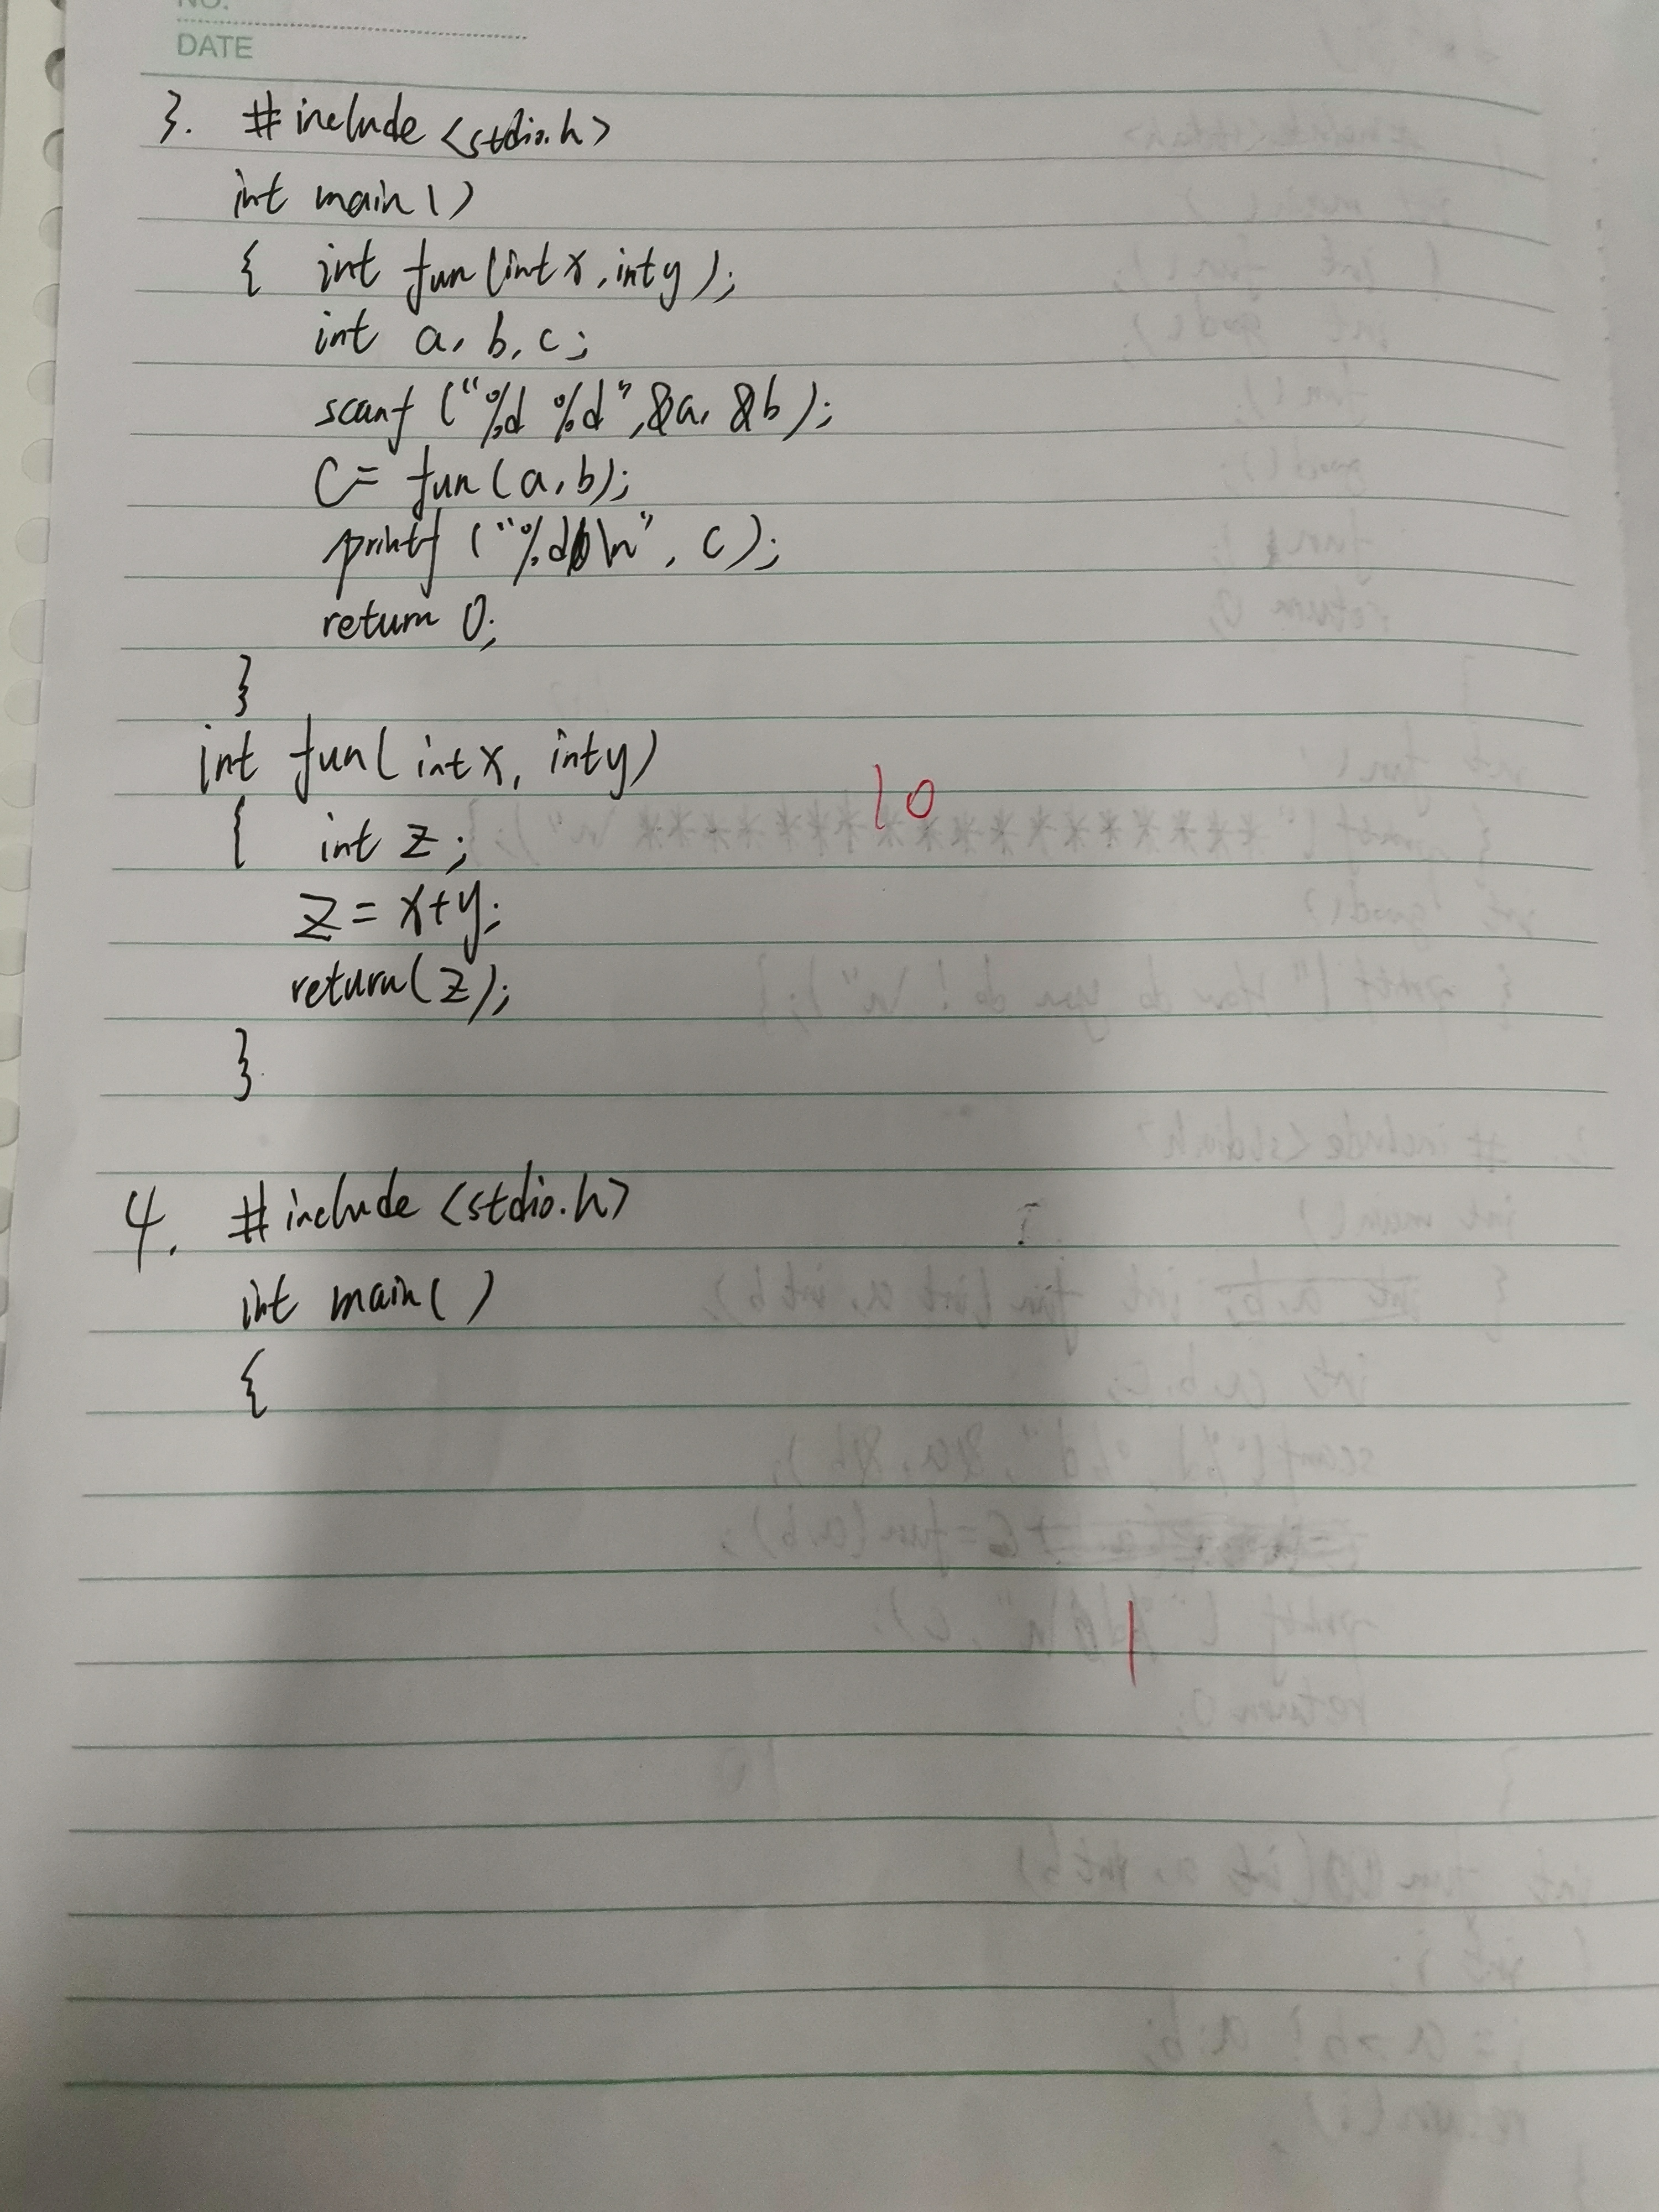 NO.
DATE
3. #include <stdio.h>
int main()
{ int fun(int x, int y);
int a, b, c;
scanf ("%d %d", &a, &b);
C = fun(a, b);
printf ("%d\n", c);
return 0;
}
int fun( int x, int y)
10
{ int z;
z = x+y;
return(z);
}
4. #include <stdio.h>
int main( )
{
1